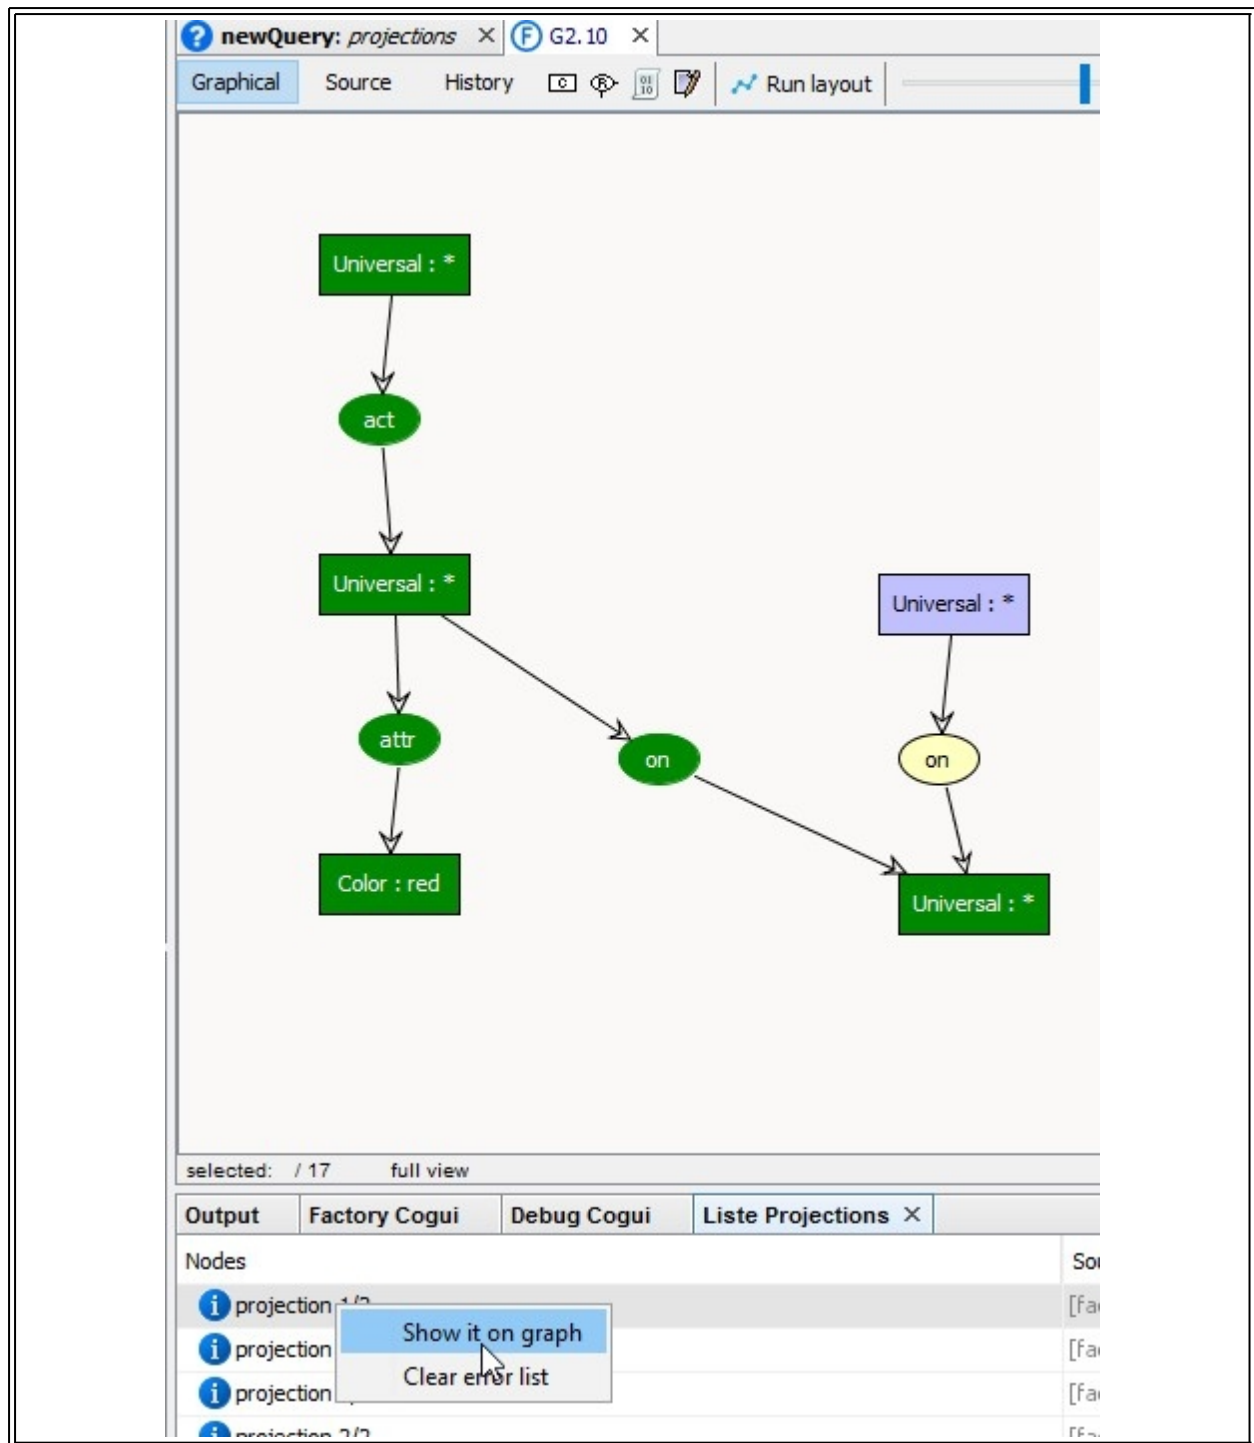 newQuery: projections × F G2.10 ×
Graphical Source History Run layout
Universal : *
act
Universal : *
Universal : *
attr
on
on
Color : red
Universal : *
selected: / 17 full view
Output Factory Cogui Debug Cogui Liste Projections ×
Nodes
projection
Show it on graph
projection
Clear error list
projection